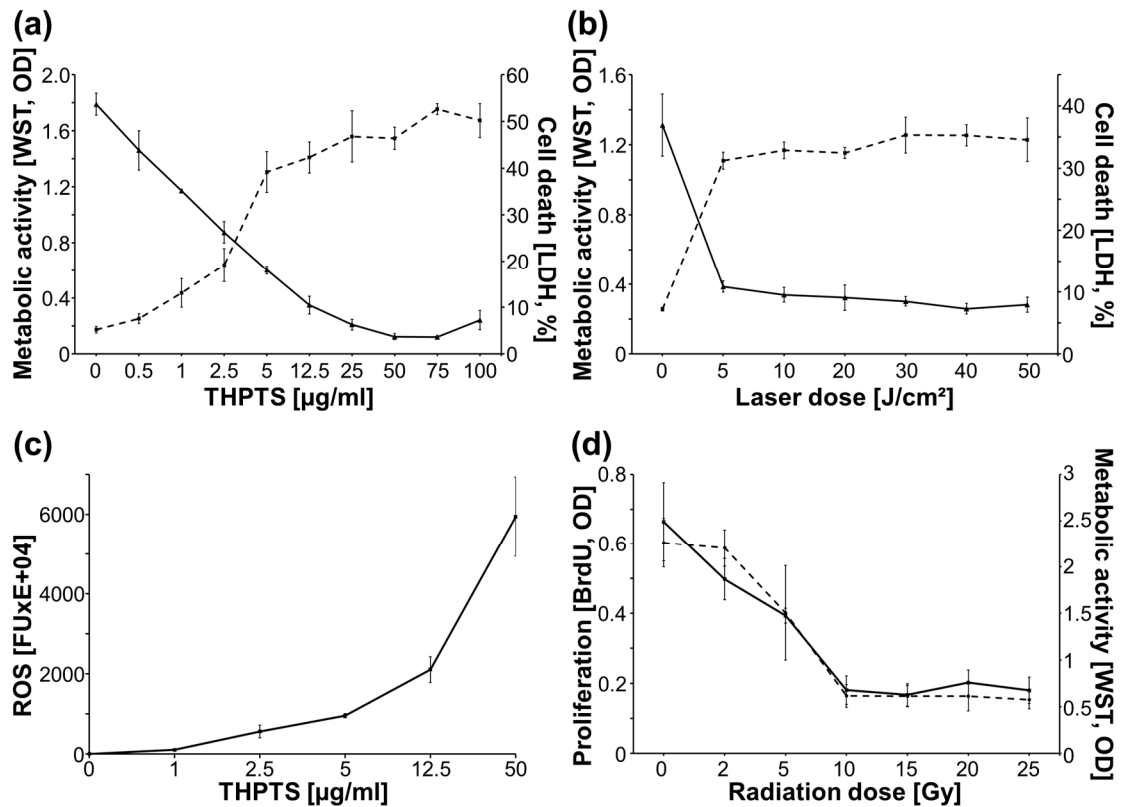 (a)
Metabolic activity [WST, OD]
2.0
1.6
1.2
0.8
0.4
0
60
50
40
30
20
10
0
Cell death [LDH, %]
0 0.5 1 2.5 5 12.5 25 50 75 100
THPTS [µg/ml]
(b)
Metabolic activity [WST, OD]
1.6
1.2
0.8
0.4
0
40
30
20
10
0
Cell death [LDH, %]
0 5 10 20 30 40 50
Laser dose [J/cm²]
(c)
ROS [FUxE+04]
6000
4000
2000
0
0 1 2.5 5 12.5 50
THPTS [µg/ml]
(d)
Proliferation [BrdU, OD]
0.8
0.6
0.4
0.2
0
3
2.5
2
1.5
1
0.5
0
Metabolic activity [WST, OD]
0 2 5 10 15 20 25
Radiation dose [Gy]